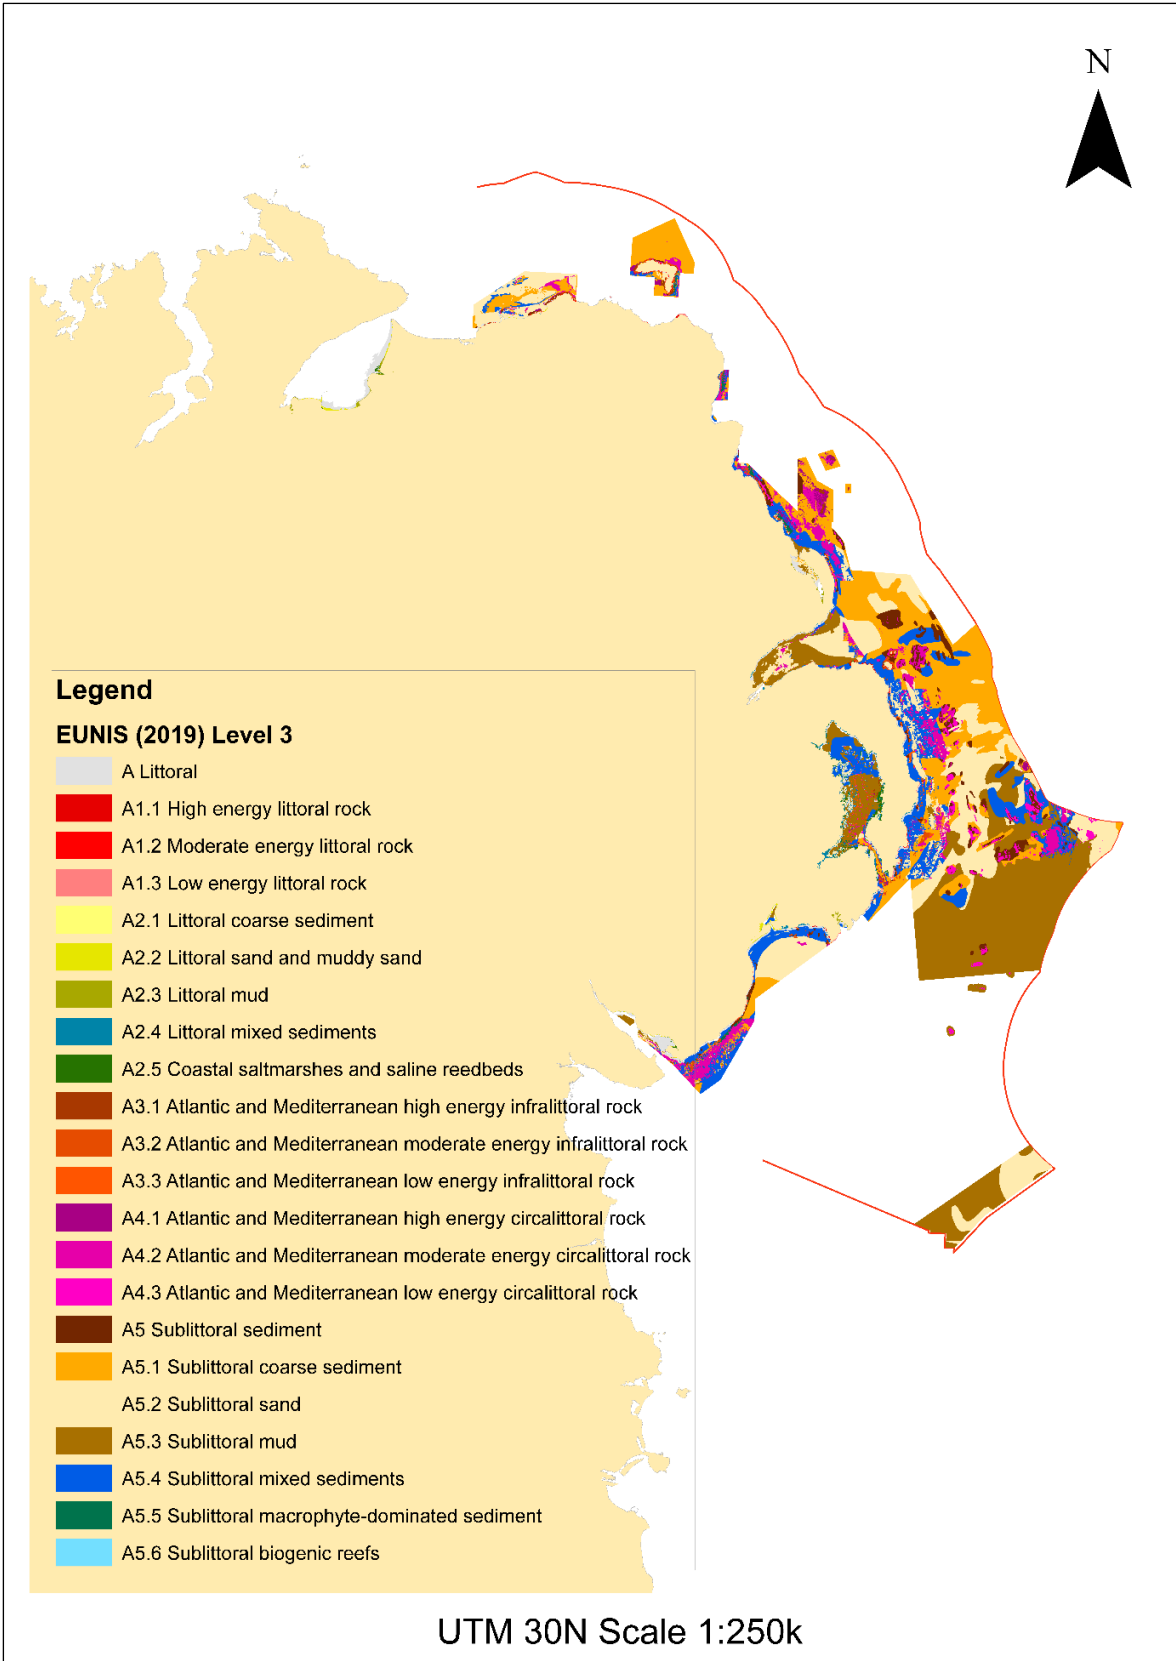 N
Legend
EUNIS (2019) Level 3
A Littoral
A1.1 High energy littoral rock
A1.2 Moderate energy littoral rock
A1.3 Low energy littoral rock
A2.1 Littoral coarse sediment
A2.2 Littoral sand and muddy sand
A2.3 Littoral mud
A2.4 Littoral mixed sediments
A2.5 Coastal saltmarshes and saline reedbeds
A3.1 Atlantic and Mediterranean high energy infralittoral rock
A3.2 Atlantic and Mediterranean moderate energy infralittoral rock
A3.3 Atlantic and Mediterranean low energy infralittoral rock
A4.1 Atlantic and Mediterranean high energy circalittoral rock
A4.2 Atlantic and Mediterranean moderate energy circalittoral rock
A4.3 Atlantic and Mediterranean low energy circalittoral rock
A5 Sublittoral sediment
A5.1 Sublittoral coarse sediment
A5.2 Sublittoral sand
A5.3 Sublittoral mud
A5.4 Sublittoral mixed sediments
A5.5 Sublittoral macrophyte-dominated sediment
A5.6 Sublittoral biogenic reefs
UTM 30N Scale 1:250k